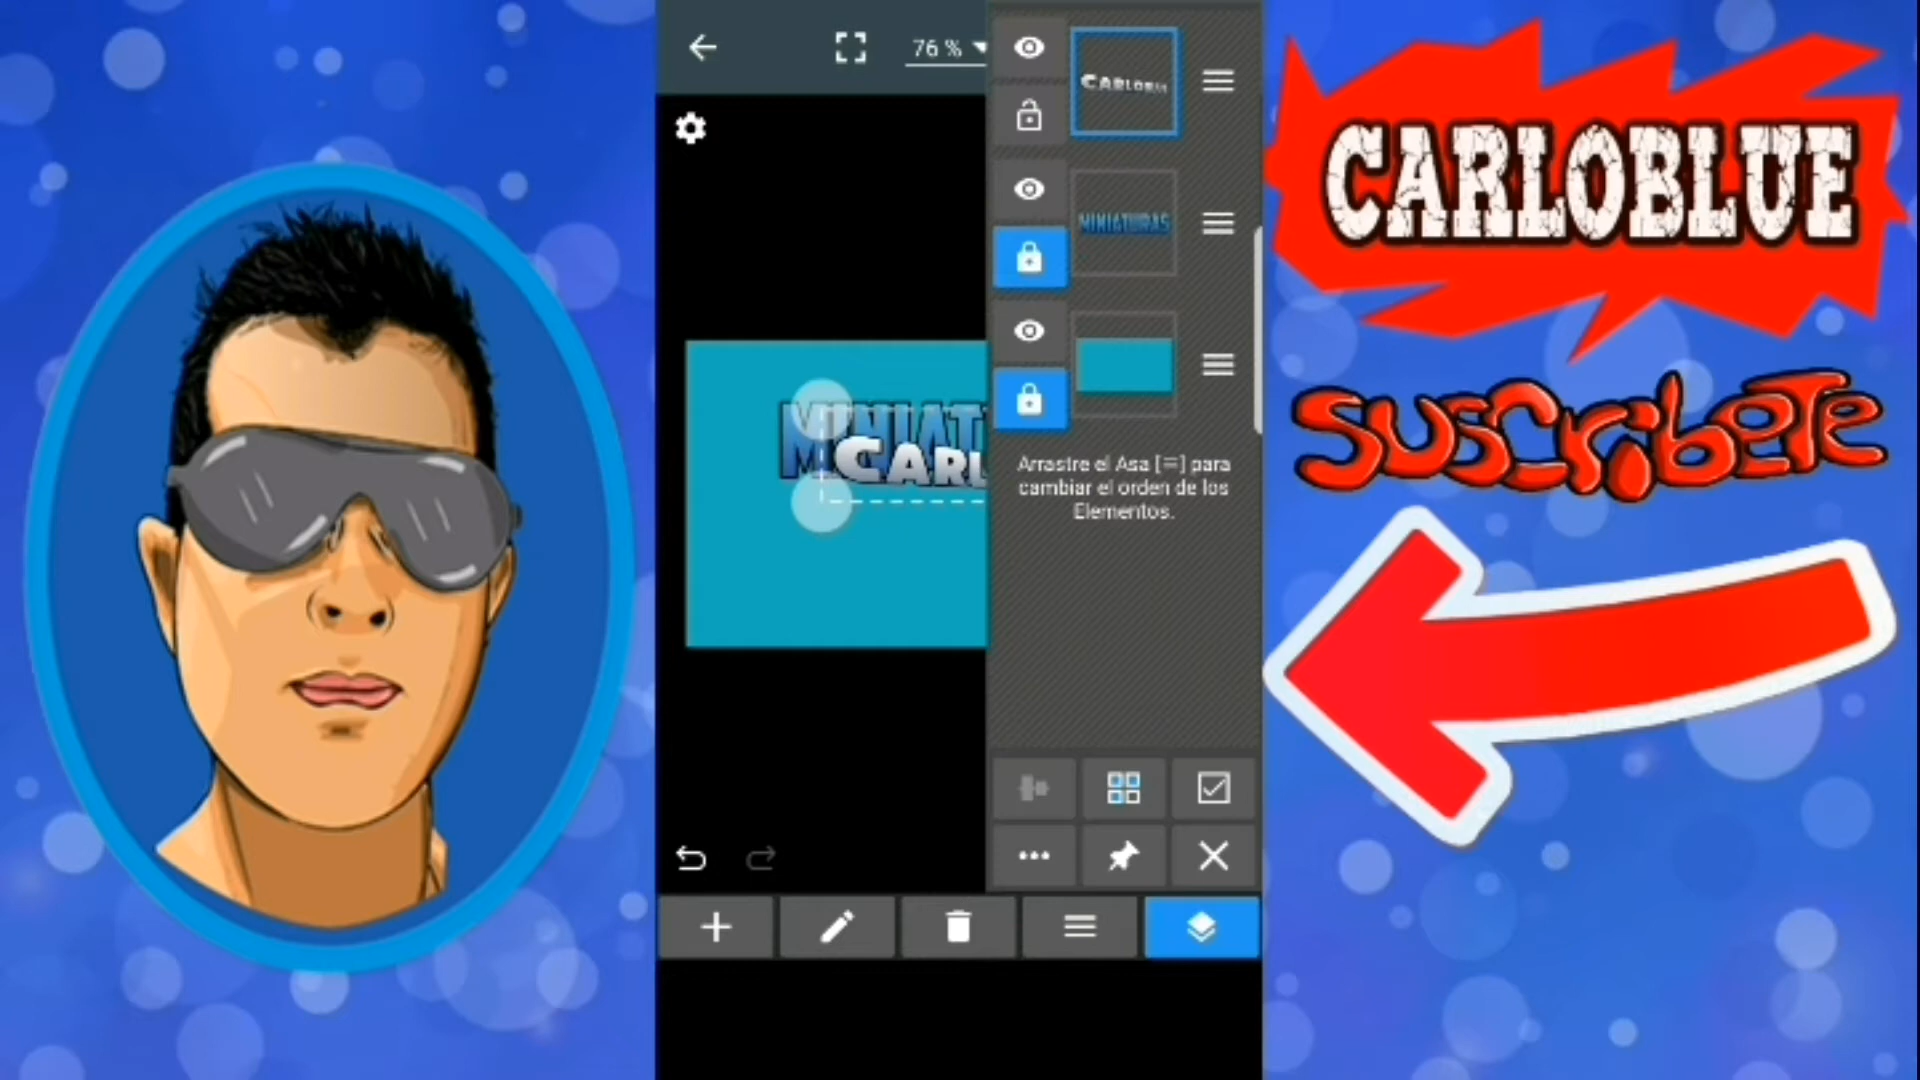 76 %
CARLOBLUE
MINIATURAS
MINIAT
CARL
Arrastre el Asa [=] para
cambiar el orden de los
Elementos.
CARLOBLUE
SUSCRIBETE